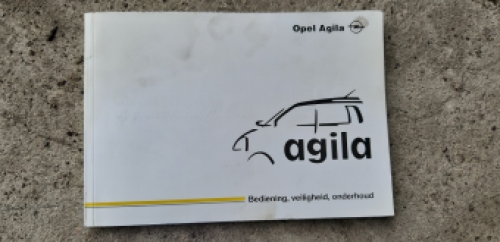 Opel Agila
agila
Bediening, veiligheid, onderhoud